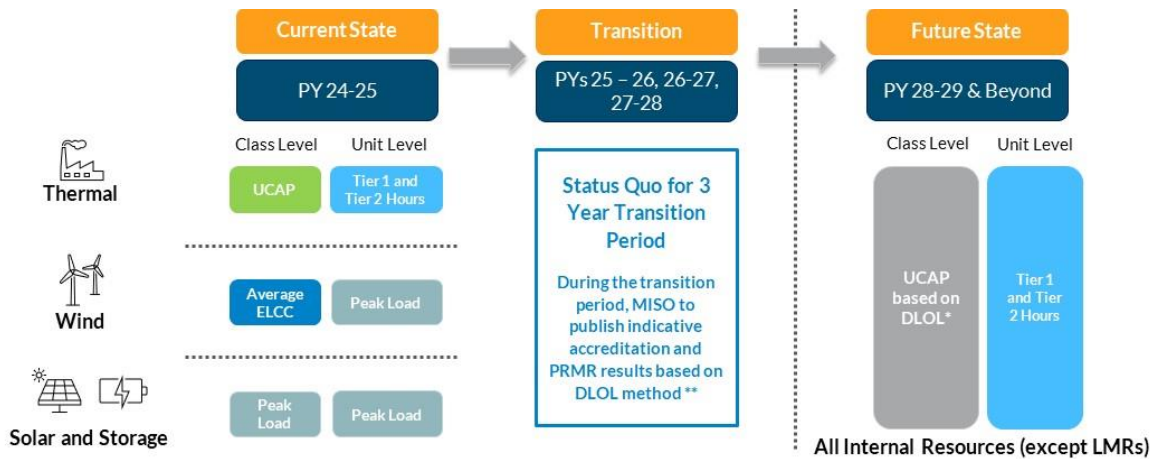 Current State
Transition
Future State
PY 24-25
PYs 25 – 26, 26-27,
27-28
PY 28-29 & Beyond
Class Level
Unit Level
Class Level
Unit Level
Thermal
UCAP
Tier 1 and
Tier 2 Hours
Wind
Average
ELCC
Peak Load
Solar and Storage
Peak
Load
Peak Load
Status Quo for 3
Year Transition
Period
During the transition
period, MISO to
publish indicative
accreditation and
PRMR results based on
DLOL method **
UCAP
based on
DLOL*
Tier 1
and Tier
2 Hours
All Internal Resources (except LMRs)